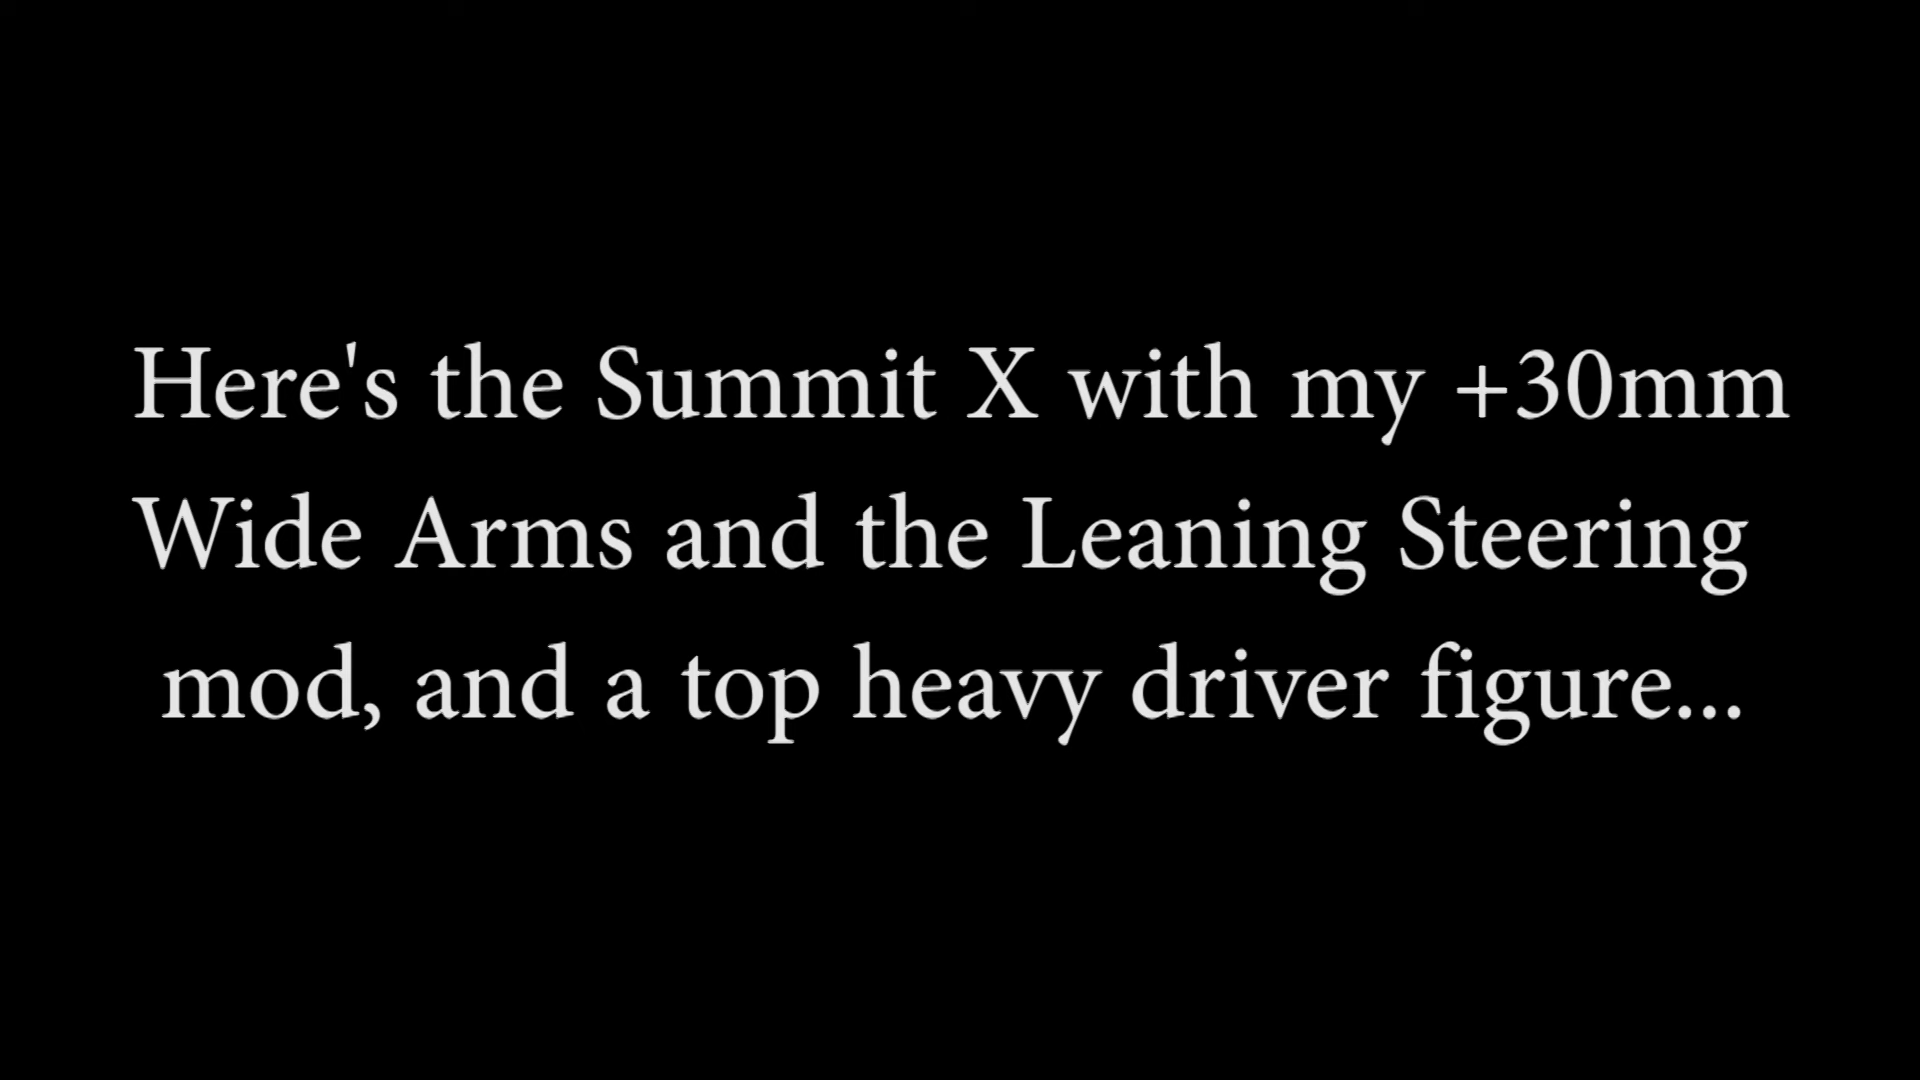 Here's the Summit X with my +30mm
Wide Arms and the Leaning Steering
mod, and a top heavy driver figure...